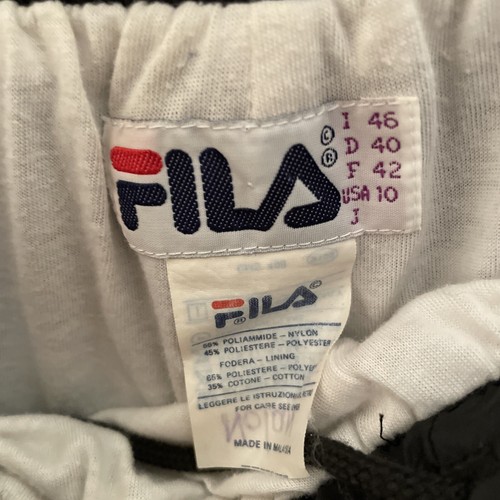 FILA
©
®
I 46
D 40
F 42
USA 10
J
FILA
©
®
POLIAMMIDE - NYLON
45% POLIESTERE - POLYESTER
FODERA - LINING
65% POLIESTERE - POLYESTER
35% COTONE - COTTON
LEGGERE LE ISTRUZIONI
FOR CARE SEE
MADE IN MALAYSIA